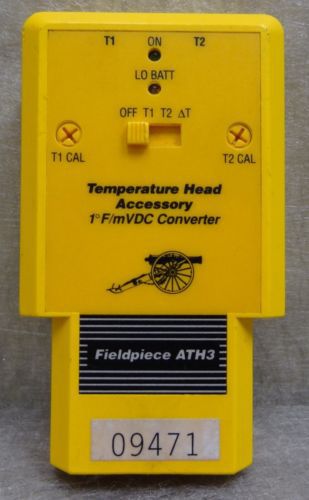 T1 ON T2
LO BATT
OFF T1 T2 ΔT
T1 CAL T2 CAL
Temperature Head
Accessory
1°F/mVDC Converter
Fieldpiece ATH3
09471